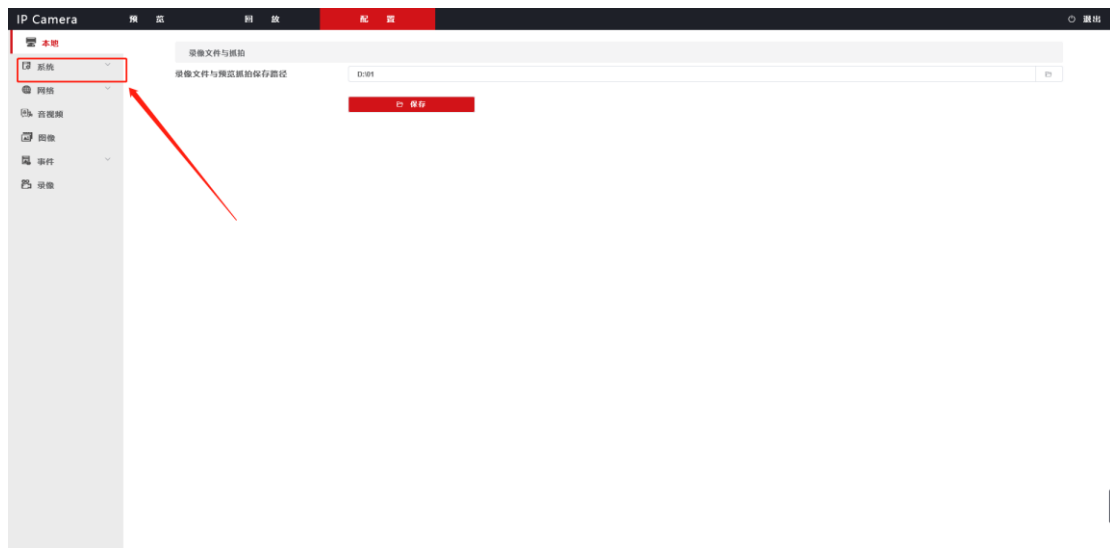 IP Camera 预 览 回 放 配 置 退出
本地
系统
网络
音视频
图像
事件
录像
录像文件与抓拍
录像文件与预览抓拍保存路径 D:\01
保存